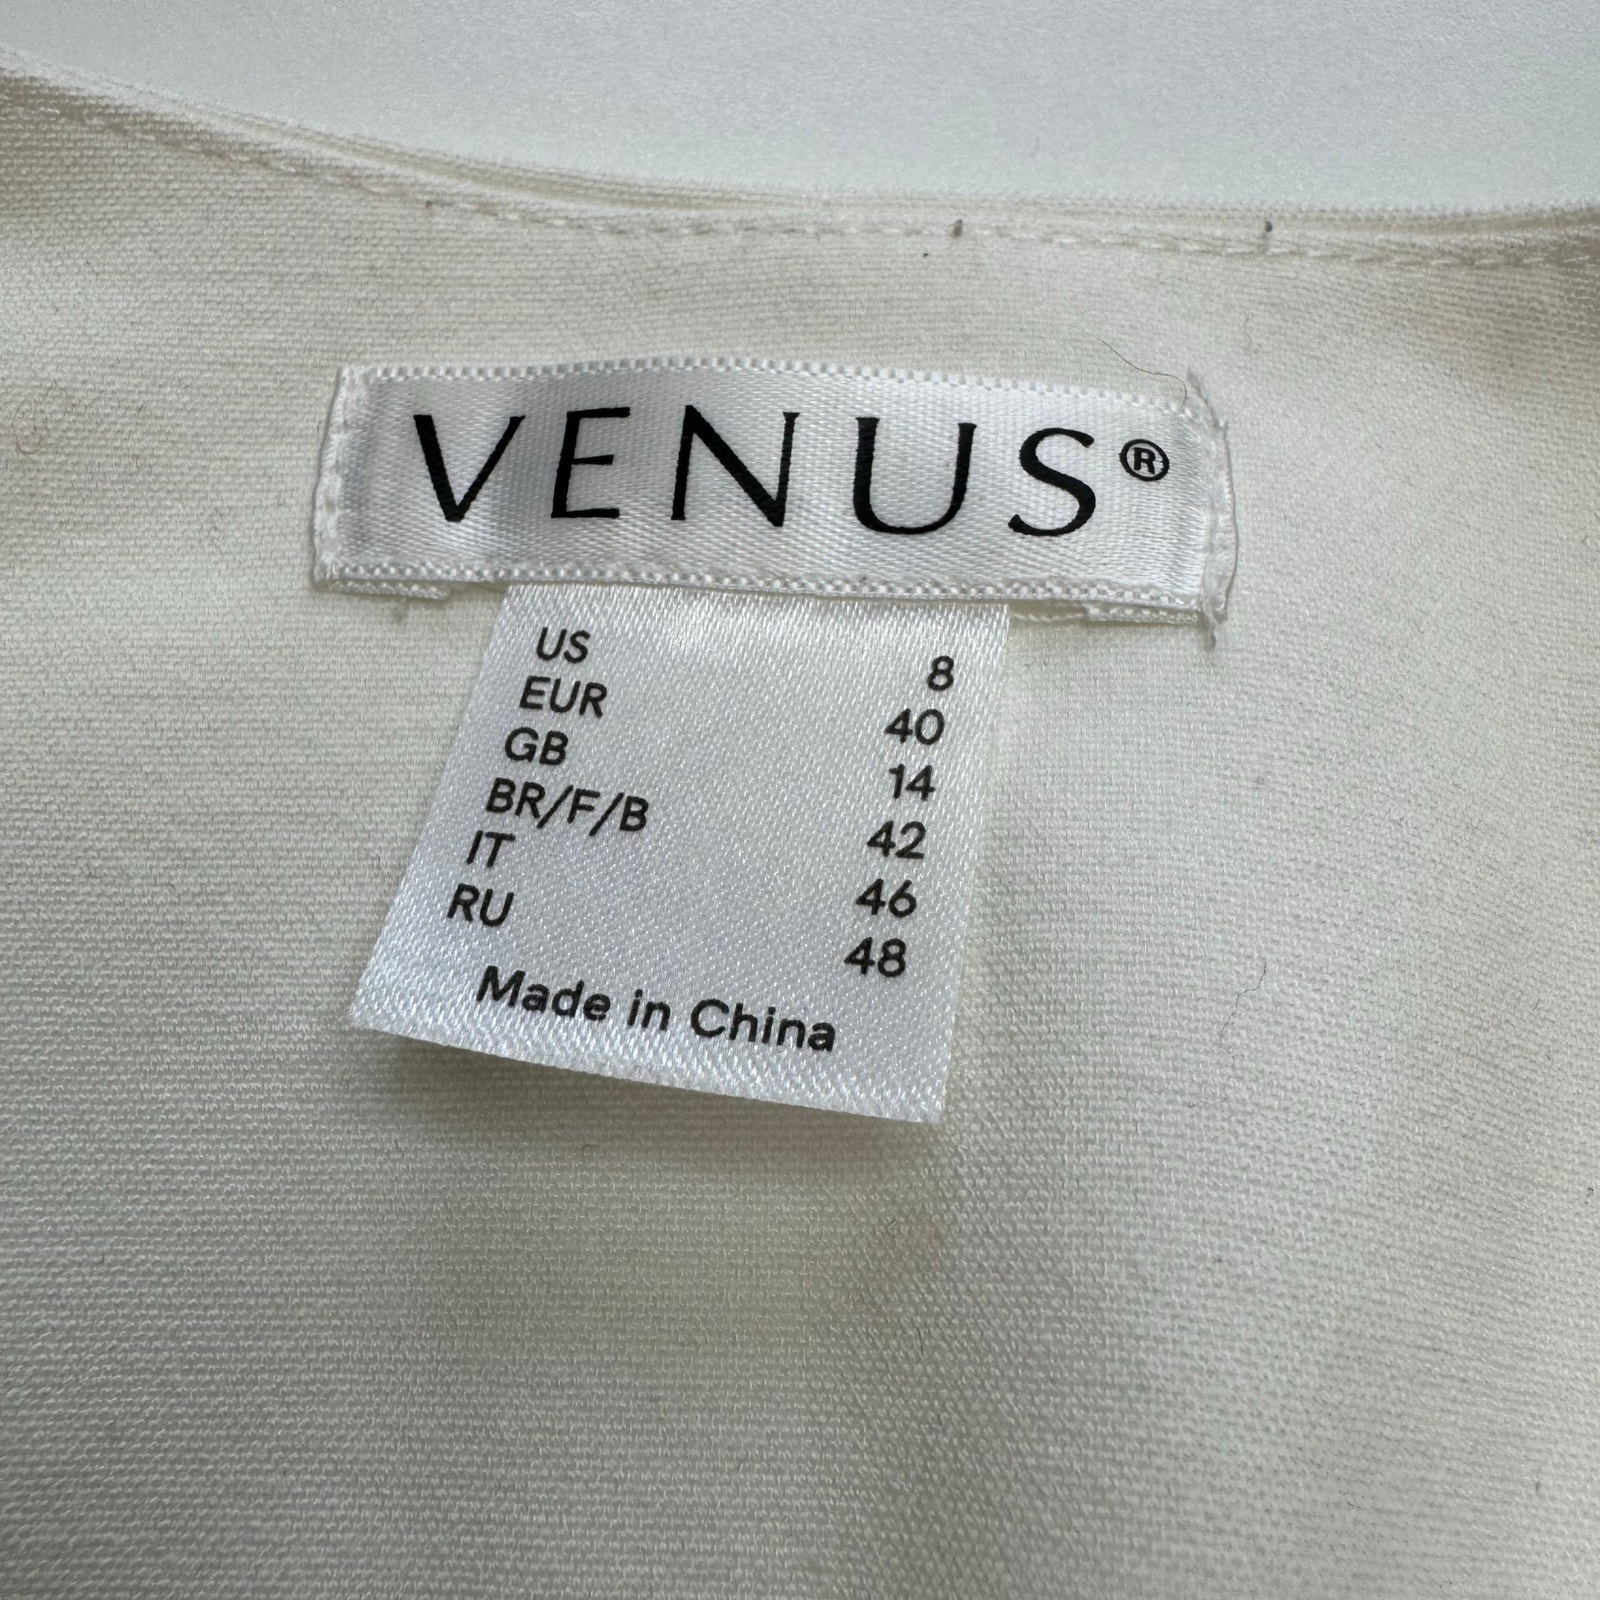 VENUS®
US 8
EUR 40
GB 14
BR/F/B 42
IT 46
RU 48
Made in China